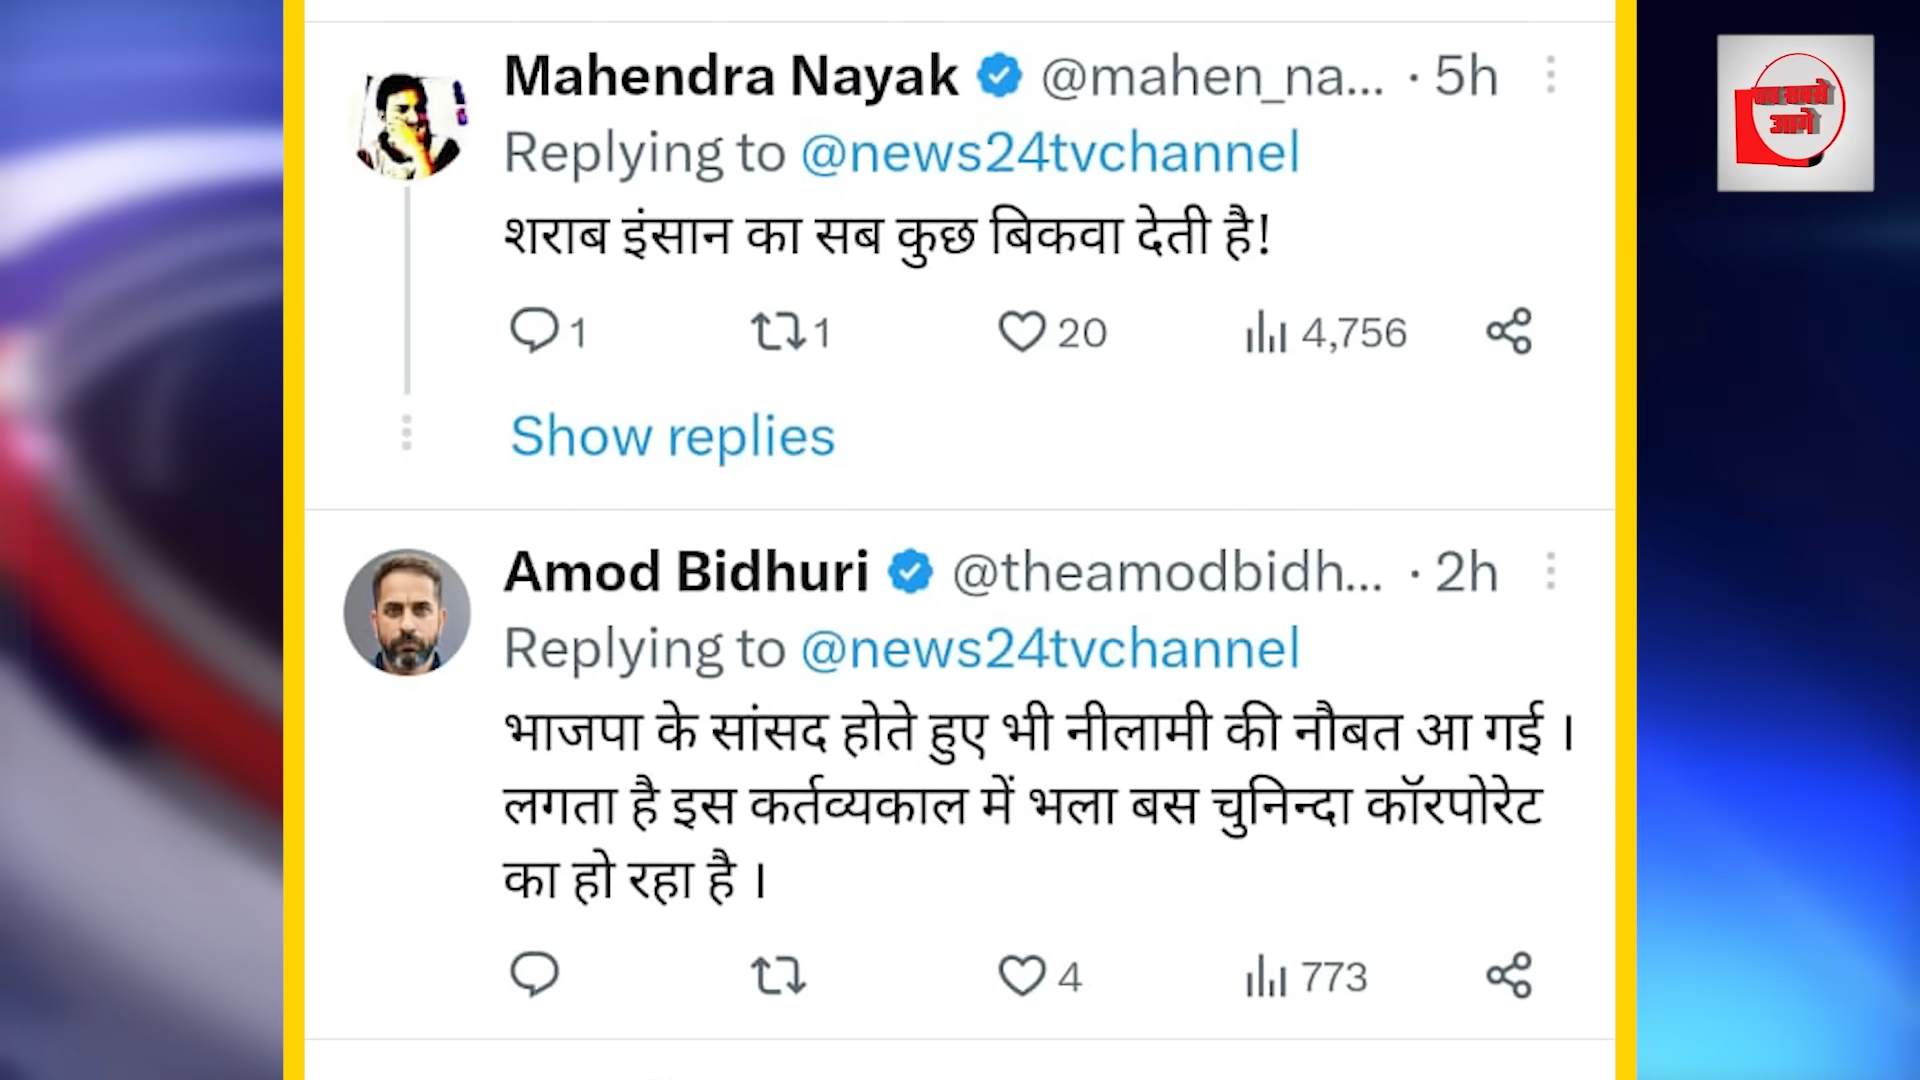 Mahendra Nayak @mahen_na... · 5h
Replying to @news24tvchannel
शराब इंसान का सब कुछ बिकवा देती है!
1 1 20 4,756
Show replies
Amod Bidhuri @theamodbidh... · 2h
Replying to @news24tvchannel
भाजपा के सांसद होते हुए भी नीलामी की नौबत आ गई ।
लगता है इस कर्तव्यकाल में भला बस चुनिन्दा कॉरपोरेट
का हो रहा है ।
4 773
आगे